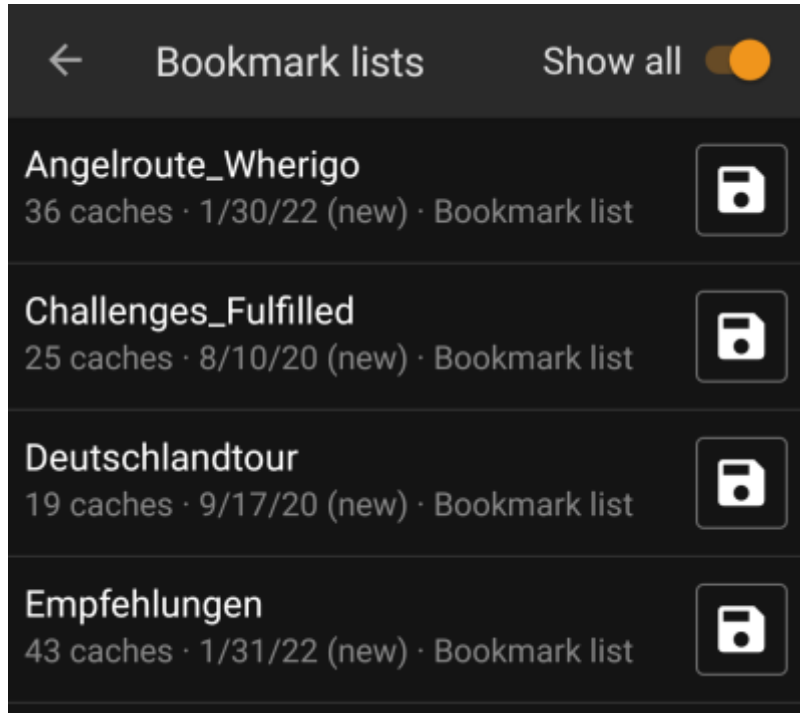 Bookmark lists Show all
Angelroute_Wherigo
36 caches · 1/30/22 (new) · Bookmark list
Challenges_Fulfilled
25 caches · 8/10/20 (new) · Bookmark list
Deutschlandtour
19 caches · 9/17/20 (new) · Bookmark list
Empfehlungen
43 caches · 1/31/22 (new) · Bookmark list